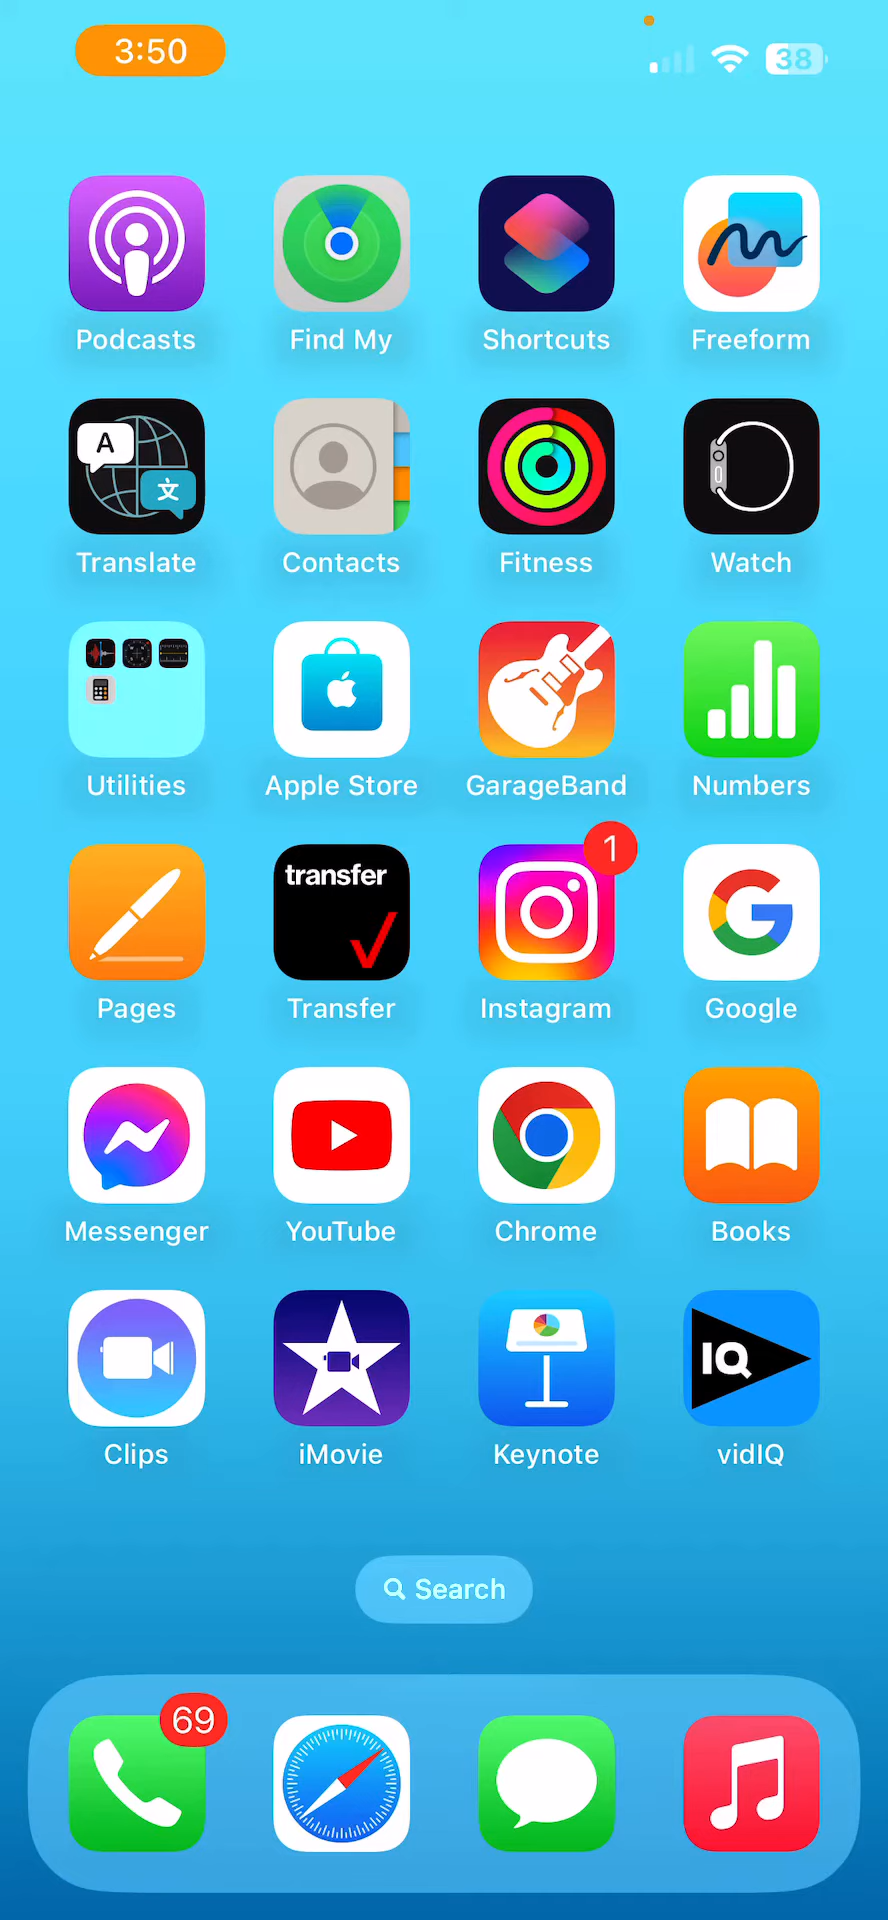 3:50
38
Podcasts
Find My
Shortcuts
Freeform
A
文
Translate
Contacts
Fitness
Watch
Utilities
Apple Store
GarageBand
Numbers
transfer
1
Pages
Transfer
Instagram
Google
Messenger
YouTube
Chrome
Books
IQ
Clips
iMovie
Keynote
vidIQ
Search
69